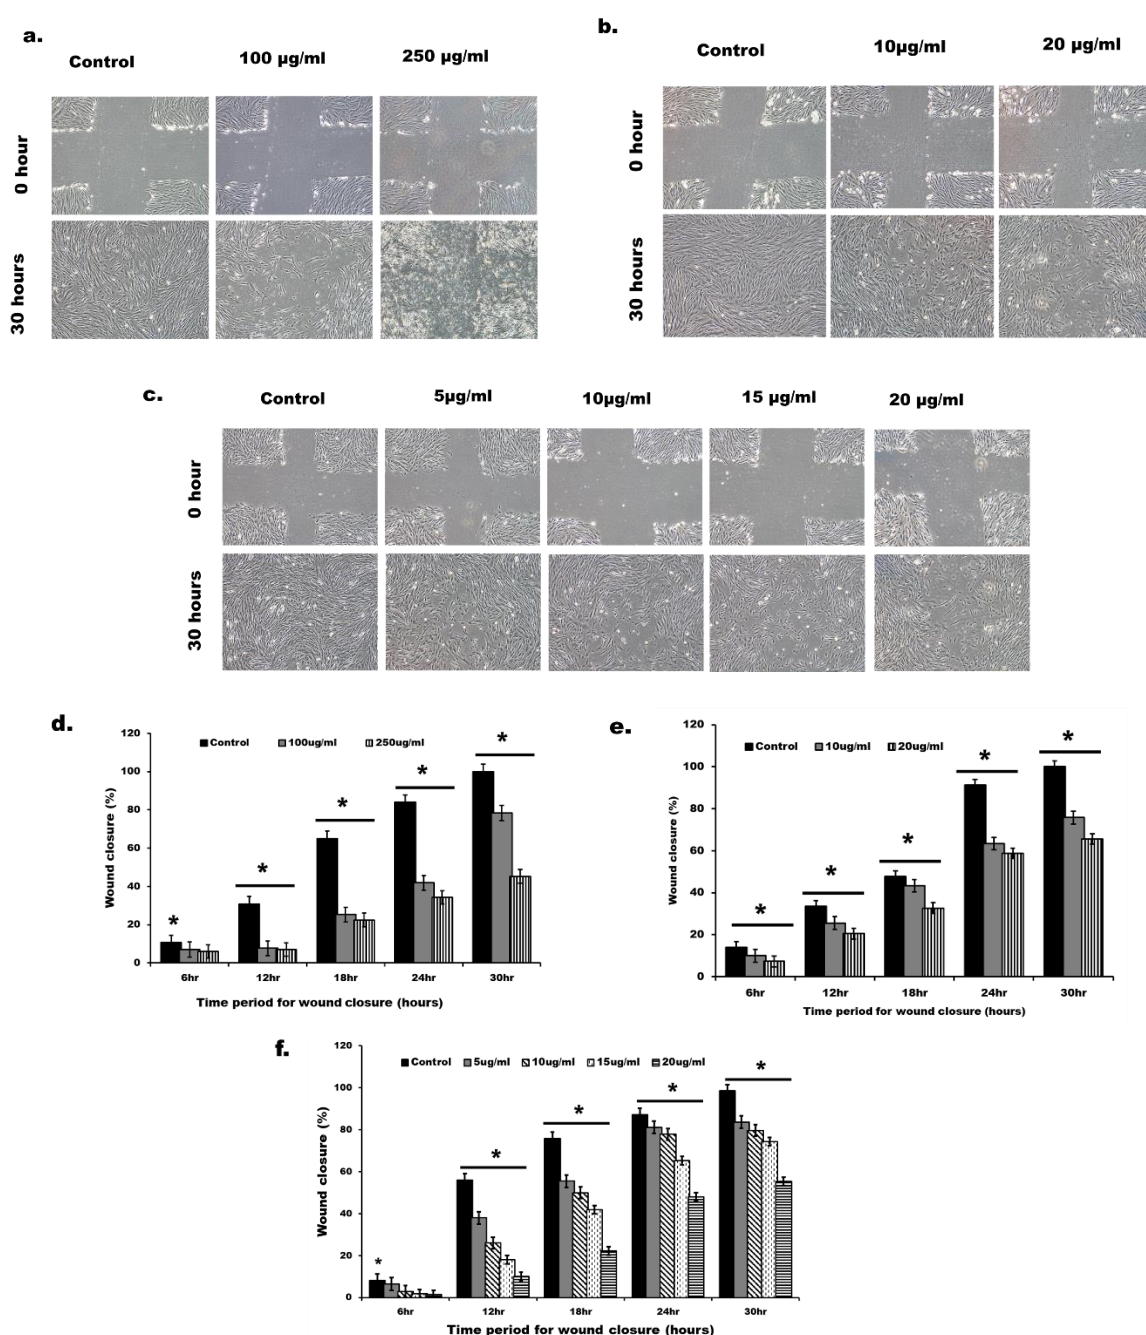 a.
Control 100 µg/ml 250 µg/ml
0 hour
30 hours
b.
Control 10µg/ml 20 µg/ml
0 hour
30 hours
c.
Control 5µg/ml 10µg/ml 15 µg/ml 20 µg/ml
0 hour
30 hours
d.
Wound closure (%)
120
100
80
60
40
20
0
Control 100ug/ml 250ug/ml
* * * * *
6hr 12hr 18hr 24hr 30hr
Time period for wound closure (hours)
e.
Wound closure (%)
120
100
80
60
40
20
0
Control 10ug/ml 20ug/ml
* * * * *
6hr 12hr 18hr 24hr 30hr
Time period for wound closure (hours)
f.
Wound closure (%)
120
100
80
60
40
20
0
Control 5ug/ml 10ug/ml 15ug/ml 20ug/ml
* * * * *
6hr 12hr 18hr 24hr 30hr
Time period for wound closure (hours)